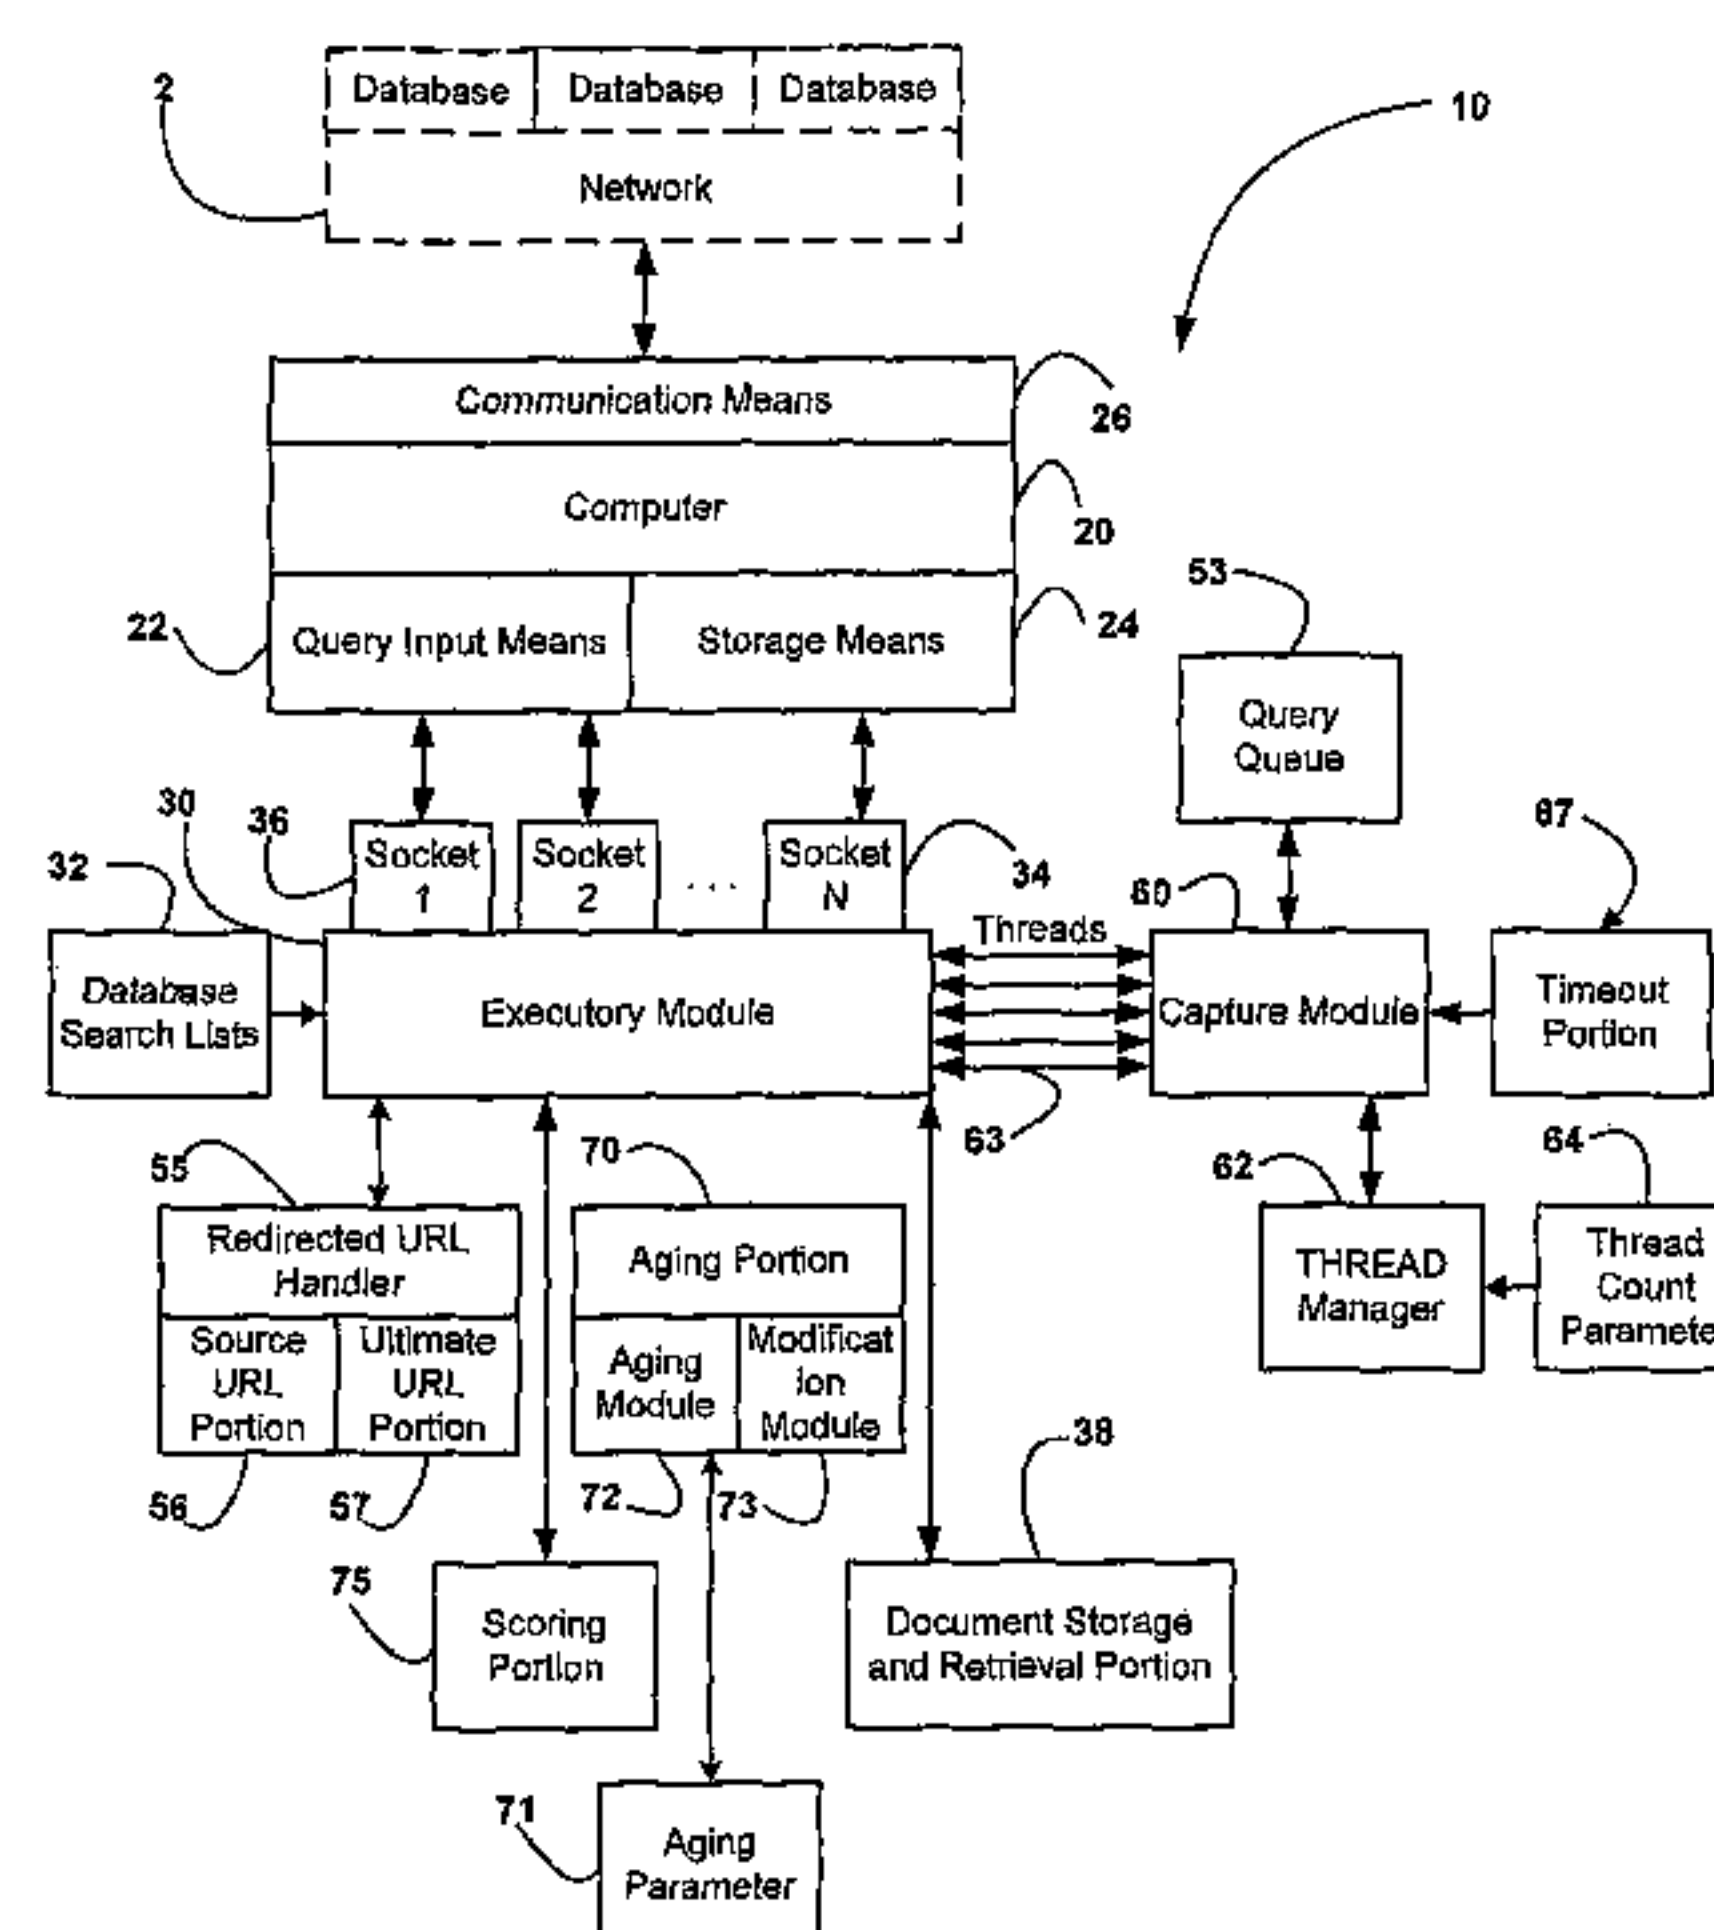 2
Database Database Database
10
Network
Communication Means
26
Computer
20
53
22
Query Input Means
Storage Means
24
Query
Queue
30
36
67
32
Socket
1
Socket
2
...
Socket
N
34
60
Threads
Database
Search Lists
Executory Module
Capture Module
Timeout
Portion
63
55
70
62
64
Redirected URL
Handler
Aging Portion
THREAD
Manager
Thread
Count
Paramete
Source
URL
Portion
Ultimate
URL
Portion
Aging
Module
Modificat
ion
Module
38
56
57
72
73
75
Scoring
Portion
Document Storage
and Retrieval Portion
71
Aging
Parameter